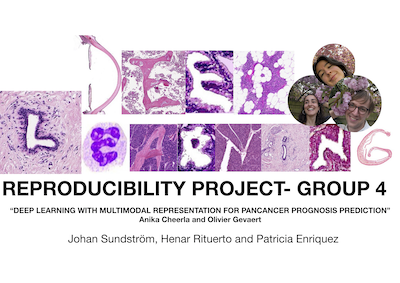 DEEP
LEARNING
REPRODUCIBILITY PROJECT- GROUP 4
“DEEP LEARNING WITH MULTIMODAL REPRESENTATION FOR PANCANCER PROGNOSIS PREDICTION”
Anika Cheerla and Olivier Gevaert
Johan Sundström, Henar Rituerto and Patricia Enriquez